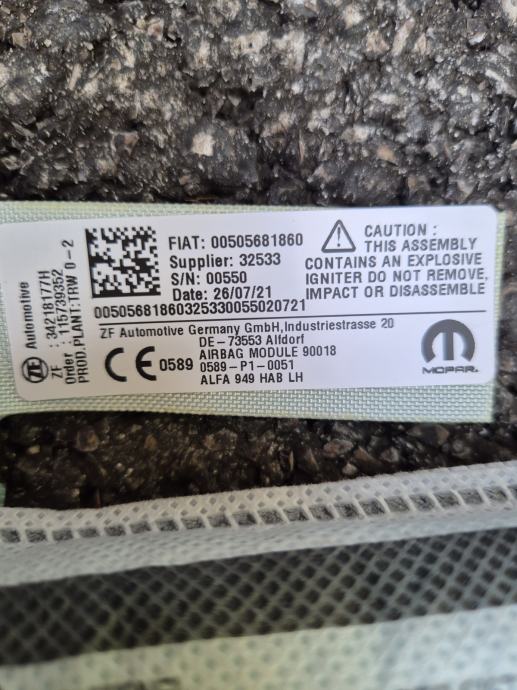 ZF Automotive
ZF : 34218177H
Order : 115739352
PROD.PLANT:TRW 0-2
FIAT: 00505681860
Supplier: 32533
S/N: 00550
Date: 26/07/21
00505681860325330055020721
CAUTION :
THIS ASSEMBLY
CONTAINS AN EXPLOSIVE
IGNITER DO NOT REMOVE,
IMPACT OR DISASSEMBLE
ZF Automotive Germany GmbH,Industriestrasse 20
DE-73553 Alfdorf
CE 0589
AIRBAG MODULE 90018
0589-P1-0051
ALFA 949 HAB LH
MOPAR